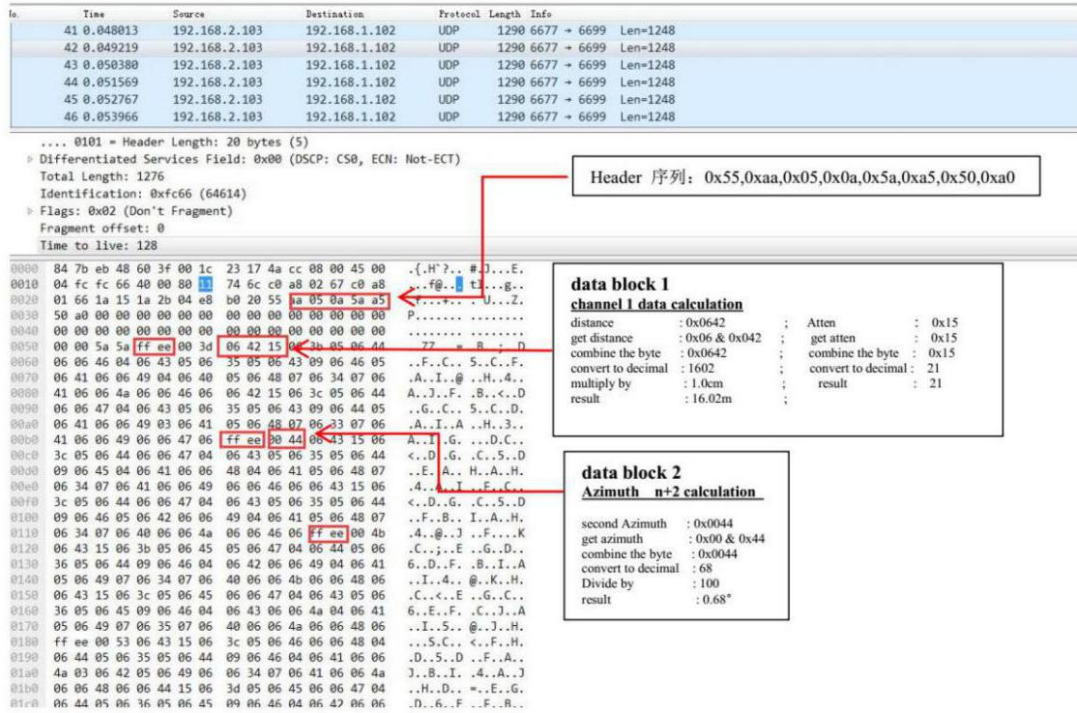 No. Time Source Destination Protocol Length Info
41 0.048013 192.168.2.103 192.168.1.102 UDP 1290 6677 → 6699 Len=1248
42 0.049219 192.168.2.103 192.168.1.102 UDP 1290 6677 → 6699 Len=1248
43 0.050380 192.168.2.103 192.168.1.102 UDP 1290 6677 → 6699 Len=1248
44 0.051569 192.168.2.103 192.168.1.102 UDP 1290 6677 → 6699 Len=1248
45 0.052767 192.168.2.103 192.168.1.102 UDP 1290 6677 → 6699 Len=1248
46 0.053966 192.168.2.103 192.168.1.102 UDP 1290 6677 → 6699 Len=1248
.... 0101 = Header Length: 20 bytes (5)
Differentiated Services Field: 0x00 (DSCP: CS0, ECN: Not-ECT)
Total Length: 1276
Identification: 0xfc66 (64614)
Flags: 0x02 (Don't Fragment)
Fragment offset: 0
Time to live: 128
Header 序列：0x55,0xaa,0x05,0x0a,0x5a,0xa5,0x50,0xa0
0000 84 7b eb 48 60 3f 00 1c 23 17 4a cc 08 00 45 00
0010 04 fc fc 66 40 00 80 11 74 6c c0 a8 02 67 c0 a8
0020 01 66 1a 15 1a 2b 04 e8 b0 20 55 aa 05 0a 5a a5
0030 50 a0 00 00 00 00 00 00 00 00 00 00 00 00 00 00
0040 00 00 00 00 00 00 00 00 00 00 00 00 00 00 00 00
0050 00 00 5a 5a ff ee 00 3d 06 42 15 06 3b 05 06 44
0060 06 06 46 04 06 43 05 06 35 05 06 43 09 06 46 05
0070 06 41 06 06 49 04 06 40 05 06 48 07 06 34 07 06
0080 41 06 06 4a 06 06 46 06 06 42 15 06 3c 05 06 44
0090 06 06 47 04 06 43 05 06 35 05 06 43 09 06 44 05
00a0 06 41 06 06 49 03 06 41 05 06 48 07 06 33 07 06
00b0 41 06 06 49 06 06 47 06 ff ee 00 44 06 43 15 06
00c0 3c 05 06 44 06 06 47 04 06 43 05 06 35 05 06 44
00d0 09 06 45 04 06 41 06 06 48 04 06 41 05 06 48 07
00e0 06 34 07 06 41 06 06 49 06 06 46 06 06 43 15 06
00f0 3c 05 06 44 06 06 47 04 06 43 05 06 35 05 06 44
0100 09 06 46 05 06 42 06 06 49 04 06 41 05 06 48 07
0110 06 34 07 06 40 06 06 4a 06 06 46 06 ff ee 00 4b
0120 06 43 15 06 3b 05 06 45 05 06 47 04 06 44 05 06
0130 36 05 06 44 09 06 46 04 06 42 06 06 49 04 06 41
0140 05 06 49 07 06 34 07 06 40 06 06 4b 06 06 48 06
0150 06 43 15 06 3c 05 06 45 06 06 47 04 06 43 05 06
0160 36 05 06 45 09 06 46 04 06 43 06 06 4a 04 06 41
0170 05 06 49 07 06 35 07 06 40 06 06 4a 06 06 48 06
0180 ff ee 00 53 06 43 15 06 3c 05 06 46 06 06 48 04
0190 06 44 05 06 35 05 06 44 09 06 46 04 06 41 06 06
01a0 4a 03 06 42 05 06 49 06 06 34 07 06 41 06 06 4a
01b0 06 06 48 06 06 44 15 06 3d 05 06 45 06 06 47 04
01c0 06 44 05 06 36 05 06 45 09 06 46 04 06 42 06 06
data block 1
channel 1 data calculation
distance : 0x0642 ; Atten : 0x15
get distance : 0x06 & 0x042 ; get atten : 0x15
combine the byte : 0x0642 ; combine the byte : 0x15
convert to decimal : 1602 ; convert to decimal : 21
multiply by : 1.0cm ; result : 21
result : 16.02m ;
data block 2
Azimuth n+2 calculation
second Azimuth : 0x0044
get azimuth : 0x00 & 0x44
combine the byte : 0x0044
convert to decimal : 68
Divide by : 100
result : 0.68°